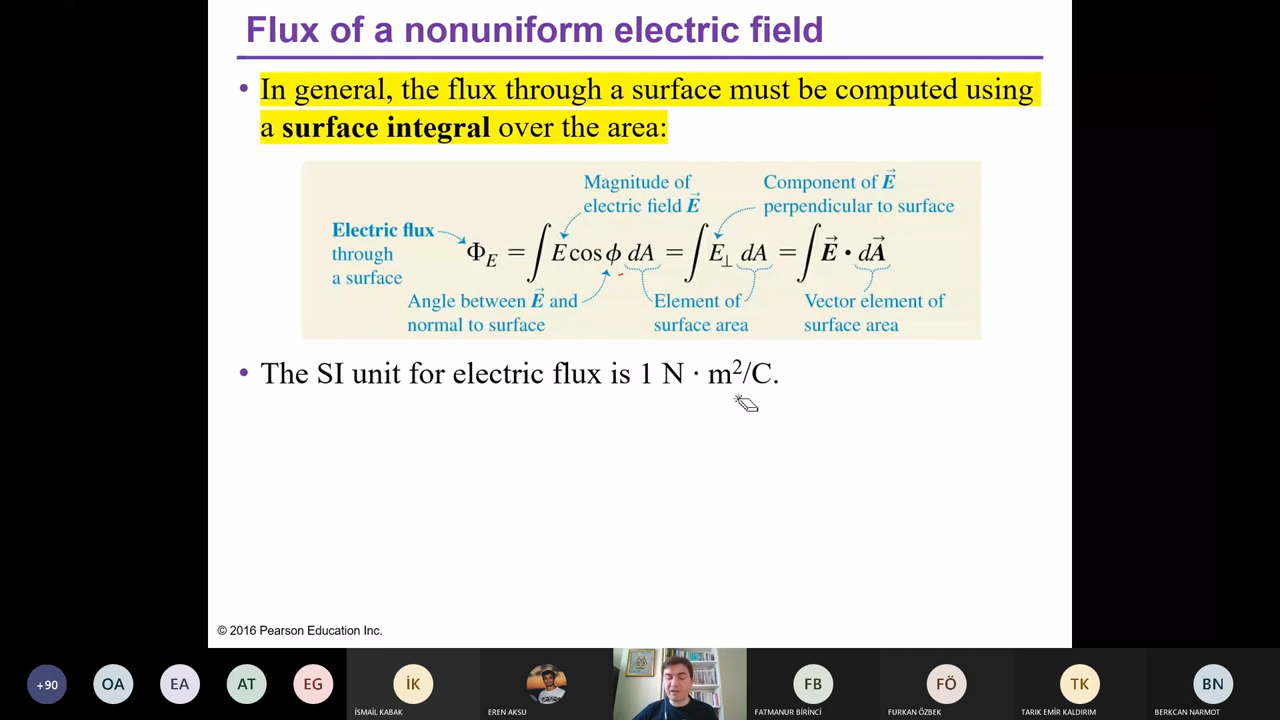 Flux of a nonuniform electric field
• In general, the flux through a surface must be computed using
a surface integral over the area:
Magnitude of
electric field E⃗
Component of E⃗
perpendicular to surface
Electric flux
through
a surface
Φ_E = ∫ E cos ϕ dA = ∫ E_⊥ dA = ∫ E⃗ · dA⃗
Angle between E⃗ and
normal to surface
Element of
surface area
Vector element of
surface area
• The SI unit for electric flux is 1 N · m²/C.
© 2016 Pearson Education Inc.
+90
OA
EA
AT
EG
İK
FB
FÖ
TK
BN
İSMAİL KABAK
EREN AKSU
FATMANUR BİRİNCİ
FURKAN ÖZBEK
TARIK EMİR KALDIRIM
BERKCAN NARMOT